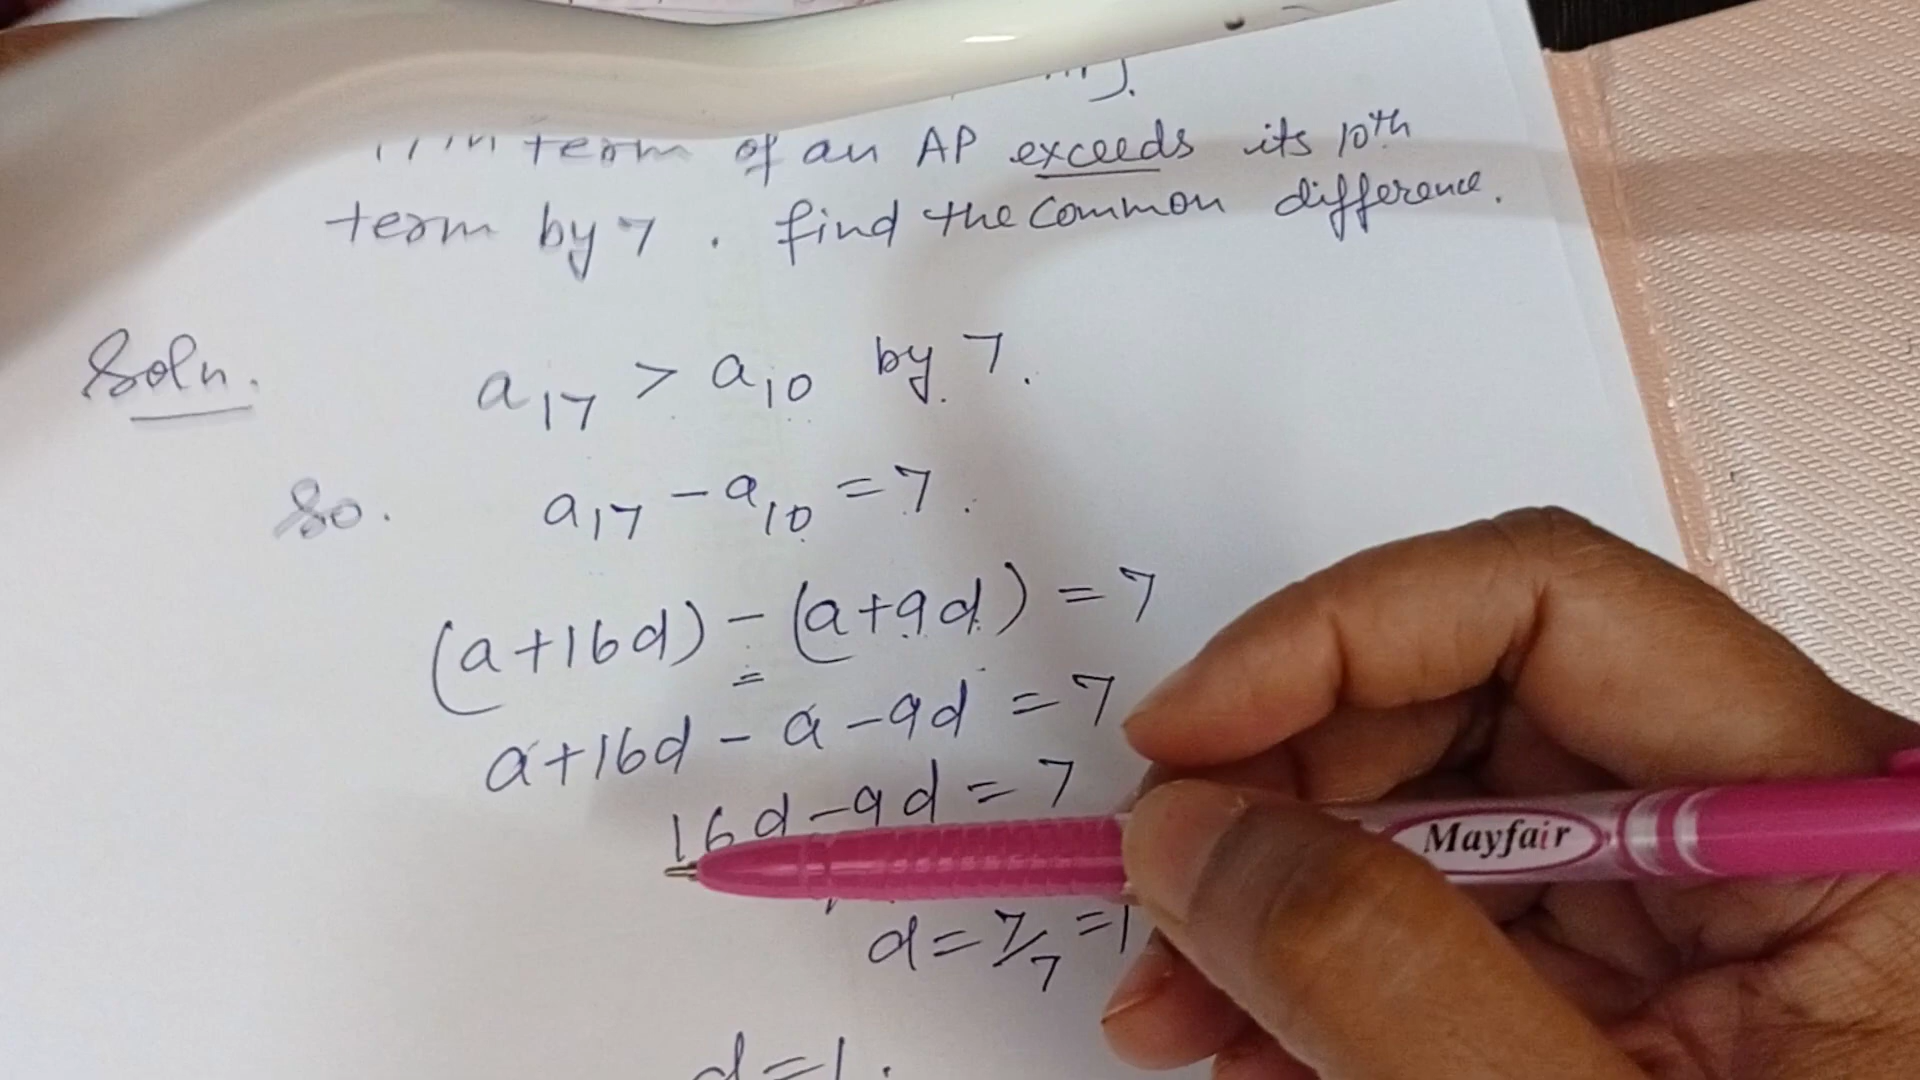 term of an AP exceeds its 10th
term by 7 . find the common difference.
Soln.
a17 > a10 by 7.
So. a17 - a10 = 7.
(a+16d) - (a+9d) = 7
a+16d - a - 9d = 7
16d - 9d = 7
Mayfair
d = 7/7 = 1
d = 1.